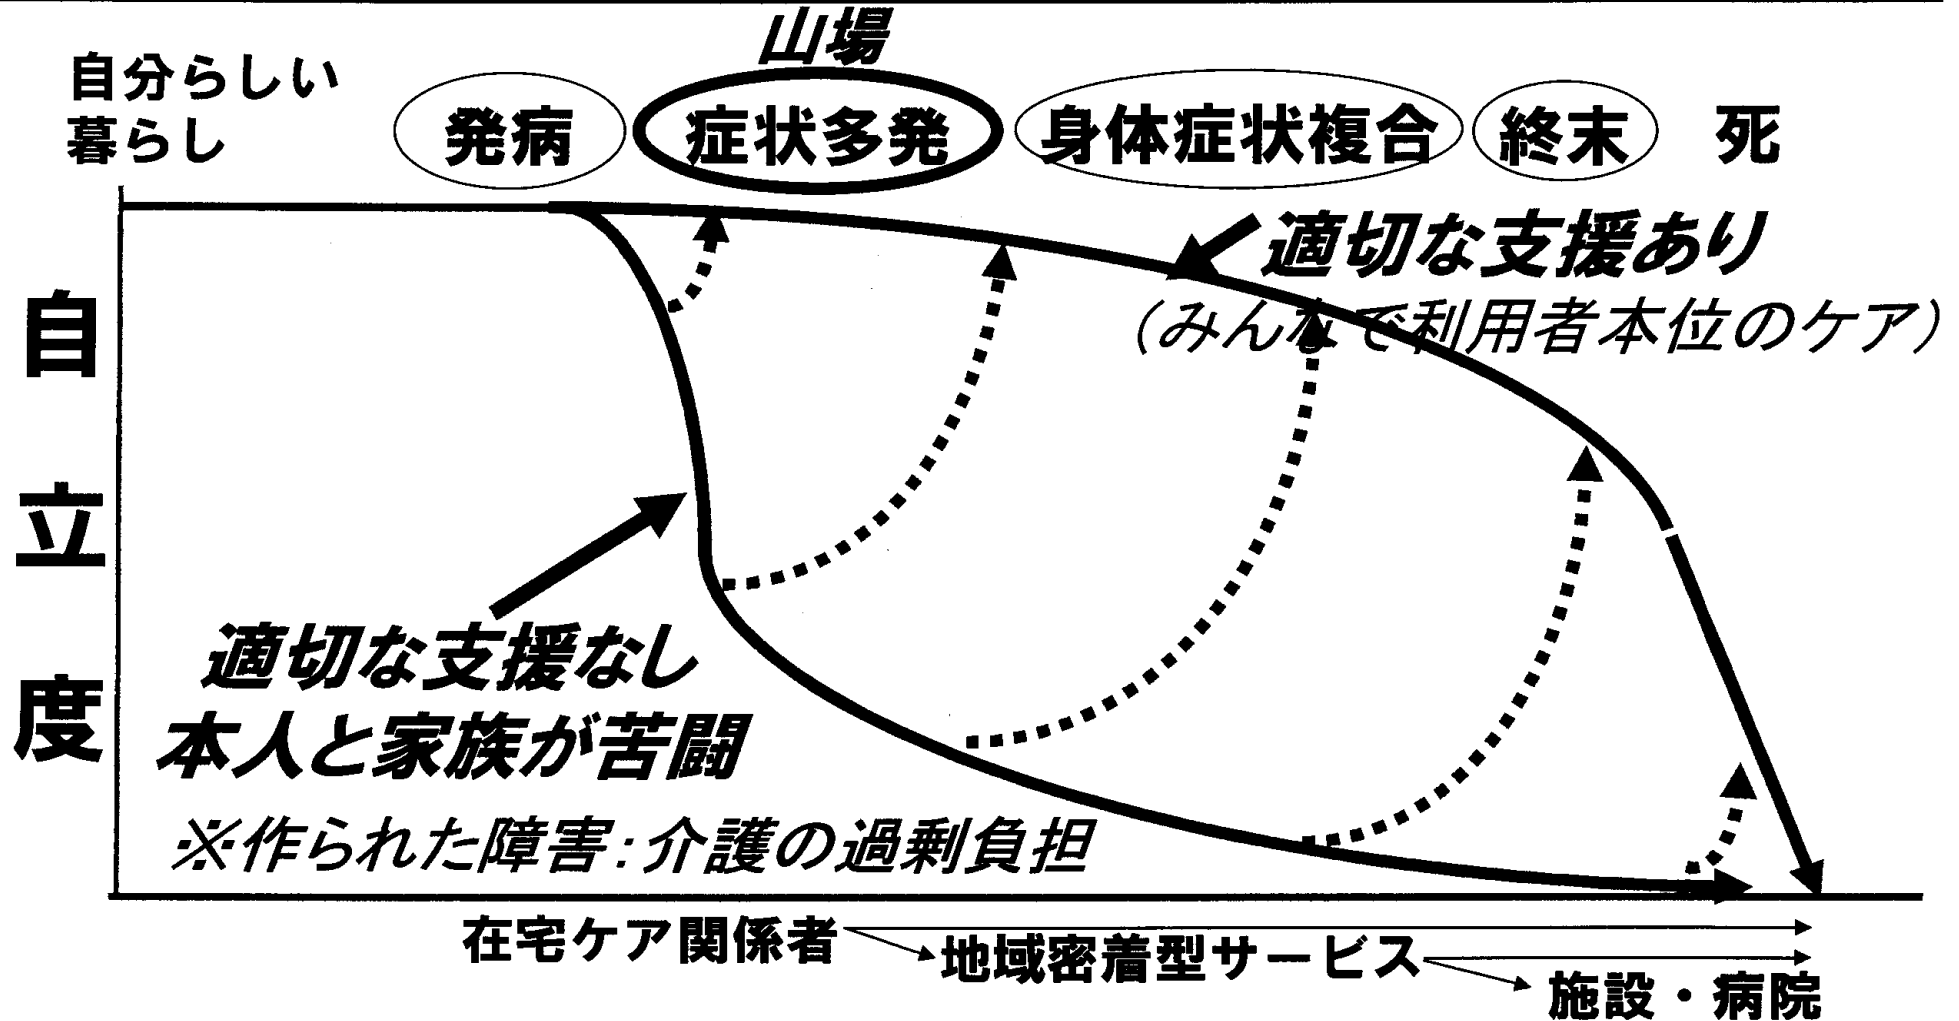 山場
自分らしい
暮らし
発病
症状多発
身体症状複合
終末
死
適切な支援あり
（みんなで利用者本位のケア）
自立度
適切な支援なし
本人と家族が苦闘
※作られた障害：介護の過剰負担
在宅ケア関係者
地域密着型サービス
施設・病院